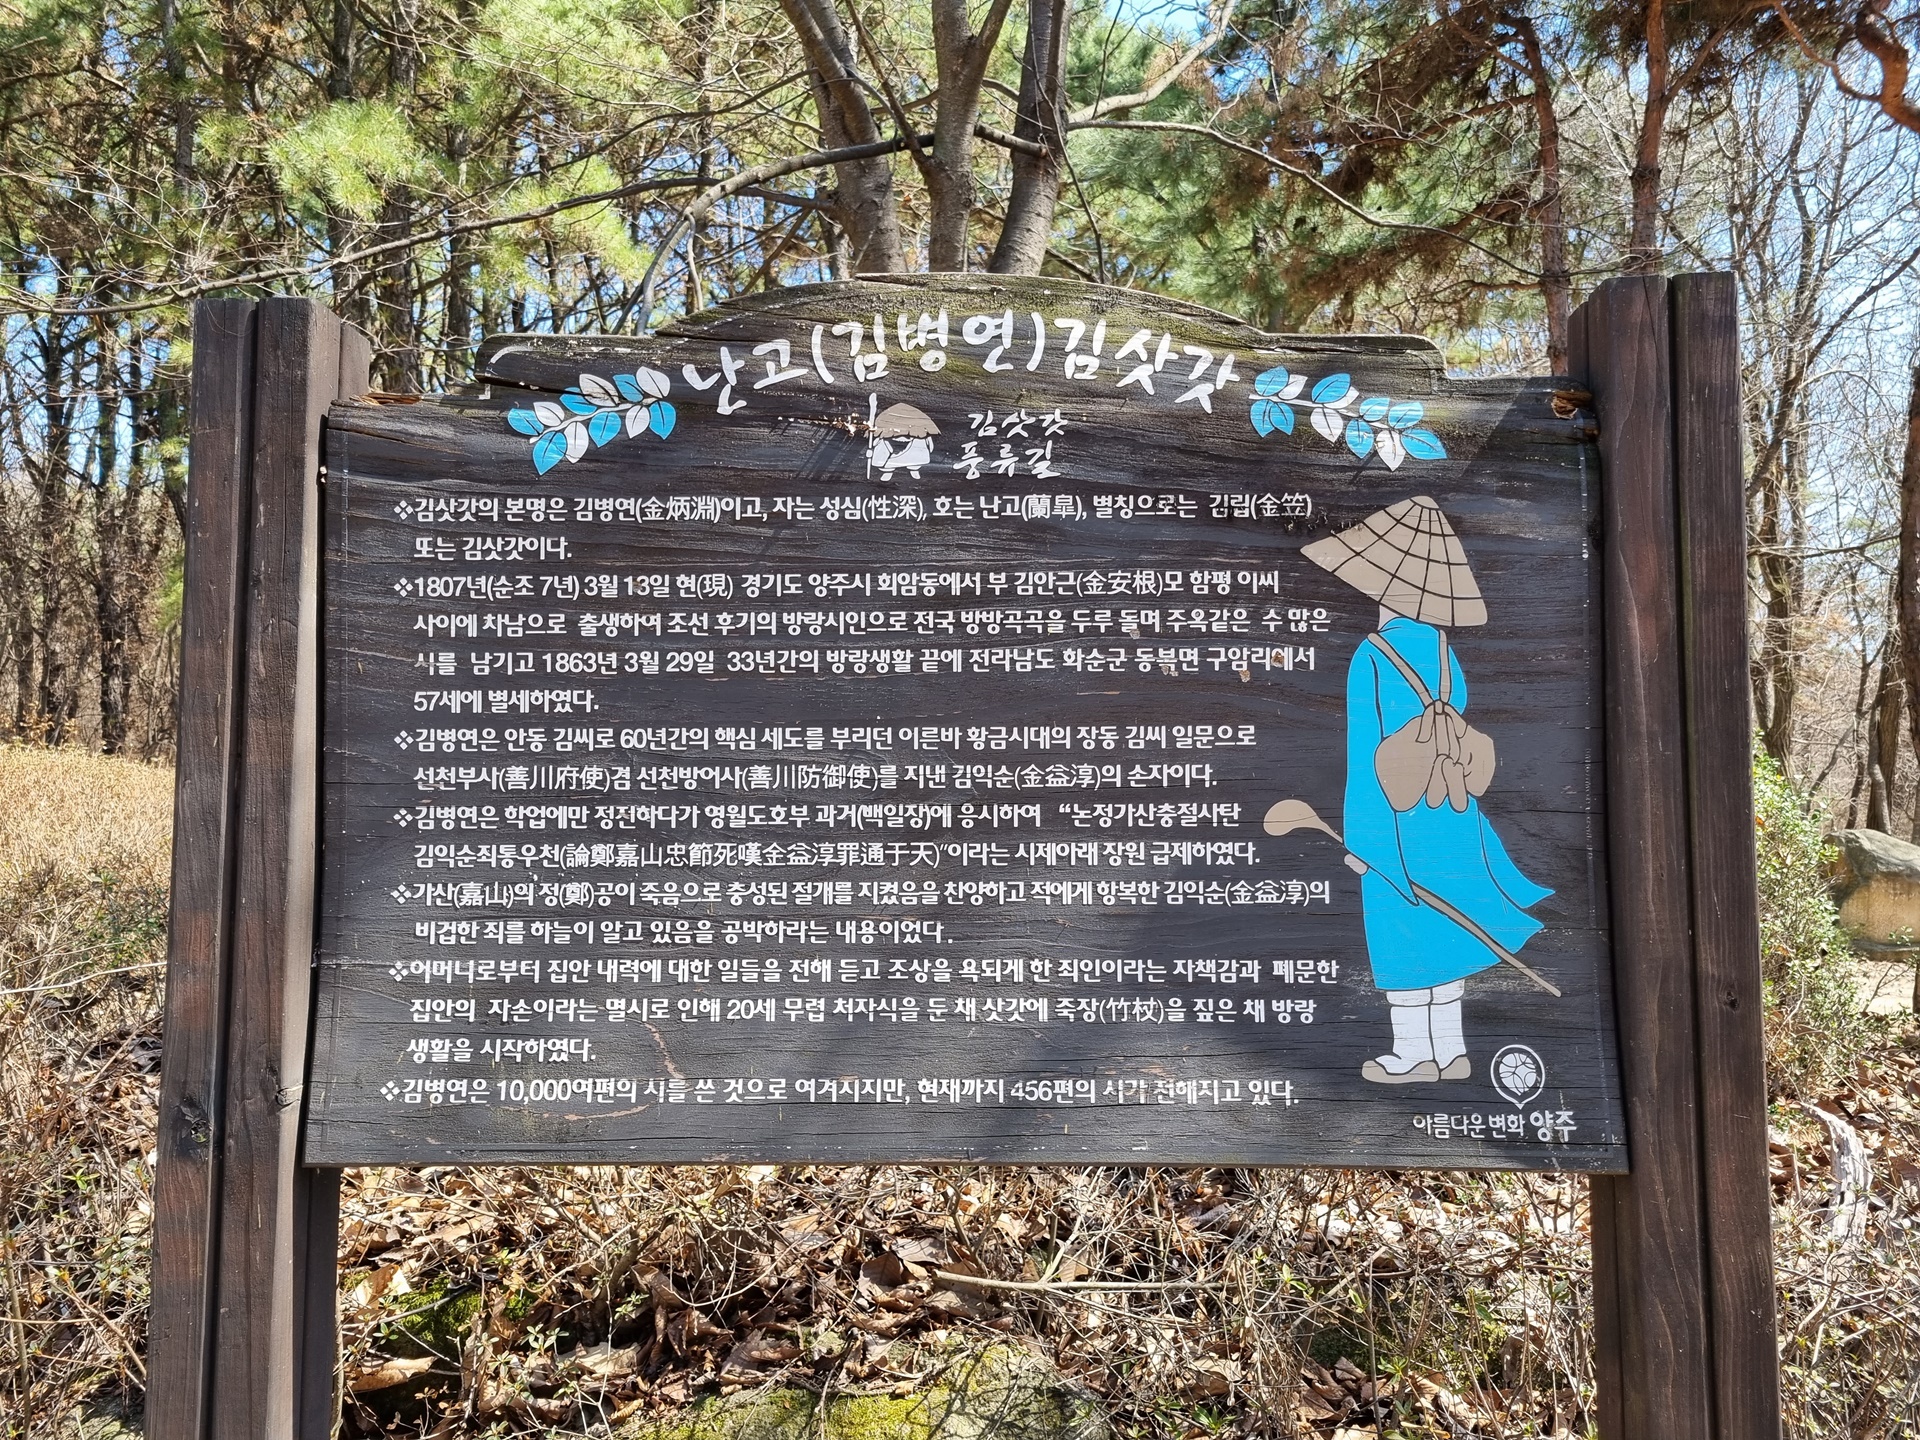 난고(김병연)김삿갓
김삿갓
풍류길
❖김삿갓의 본명은 김병연(金炳淵)이고, 자는 성심(性深), 호는 난고(蘭皐), 별칭으로는 김립(金笠)
또는 김삿갓이다.
❖1807년(순조 7년) 3월 13일 현(現) 경기도 양주시 회암동에서 부 김안근(金安根)모 함평 이씨
사이에 차남으로 출생하여 조선 후기의 방랑시인으로 전국 방방곡곡을 두루 돌며 주옥같은 수 많은
시를 남기고 1863년 3월 29일 33년간의 방랑생활 끝에 전라남도 화순군 동복면 구암리에서
57세에 별세하였다.
❖김병연은 안동 김씨로 60년간의 핵심 세도를 부리던 이른바 황금시대의 장동 김씨 일문으로
선천부사(善川府使)겸 선천방어사(善川防御使)를 지낸 김익순(金益淳)의 손자이다.
❖김병연은 학업에만 정진하다가 영월도호부 과거(백일장)에 응시하여 “논정가산충절사탄
김익순죄통우천(論鄭嘉山忠節死嘆金益淳罪通于天)”이라는 시제아래 장원 급제하였다.
❖가산(嘉山)의 정(鄭)공이 죽음으로 충성된 절개를 지켰음을 찬양하고 적에게 항복한 김익순(金益淳)의
비겁한 죄를 하늘이 알고 있음을 공박하라는 내용이었다.
❖어머니로부터 집안 내력에 대한 일들을 전해 듣고 조상을 욕되게 한 죄인이라는 자책감과 폐문한
집안의 자손이라는 멸시로 인해 20세 무렵 처자식을 둔 채 삿갓에 죽장(竹杖)을 짚은 채 방랑
생활을 시작하였다.
❖김병연은 10,000여편의 시를 쓴 것으로 여겨지지만, 현재까지 456편의 시가 전해지고 있다.
아름다운 변화 양주